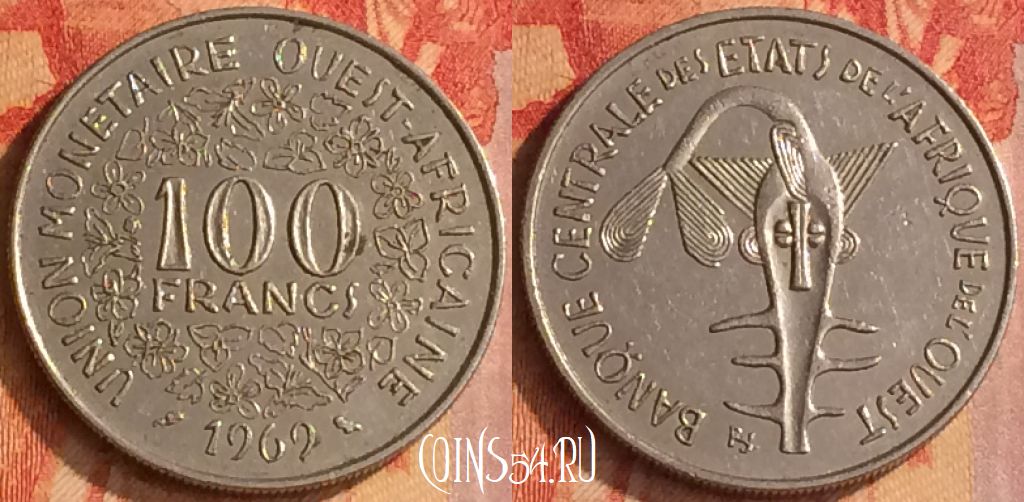 UNION MONETAIRE OUEST-AFRICAINE
100
FRANCS
1969
BANQUE CENTRALE DES ETATS DE L'AFRIQUE DE L'OUEST
COINS54.RU